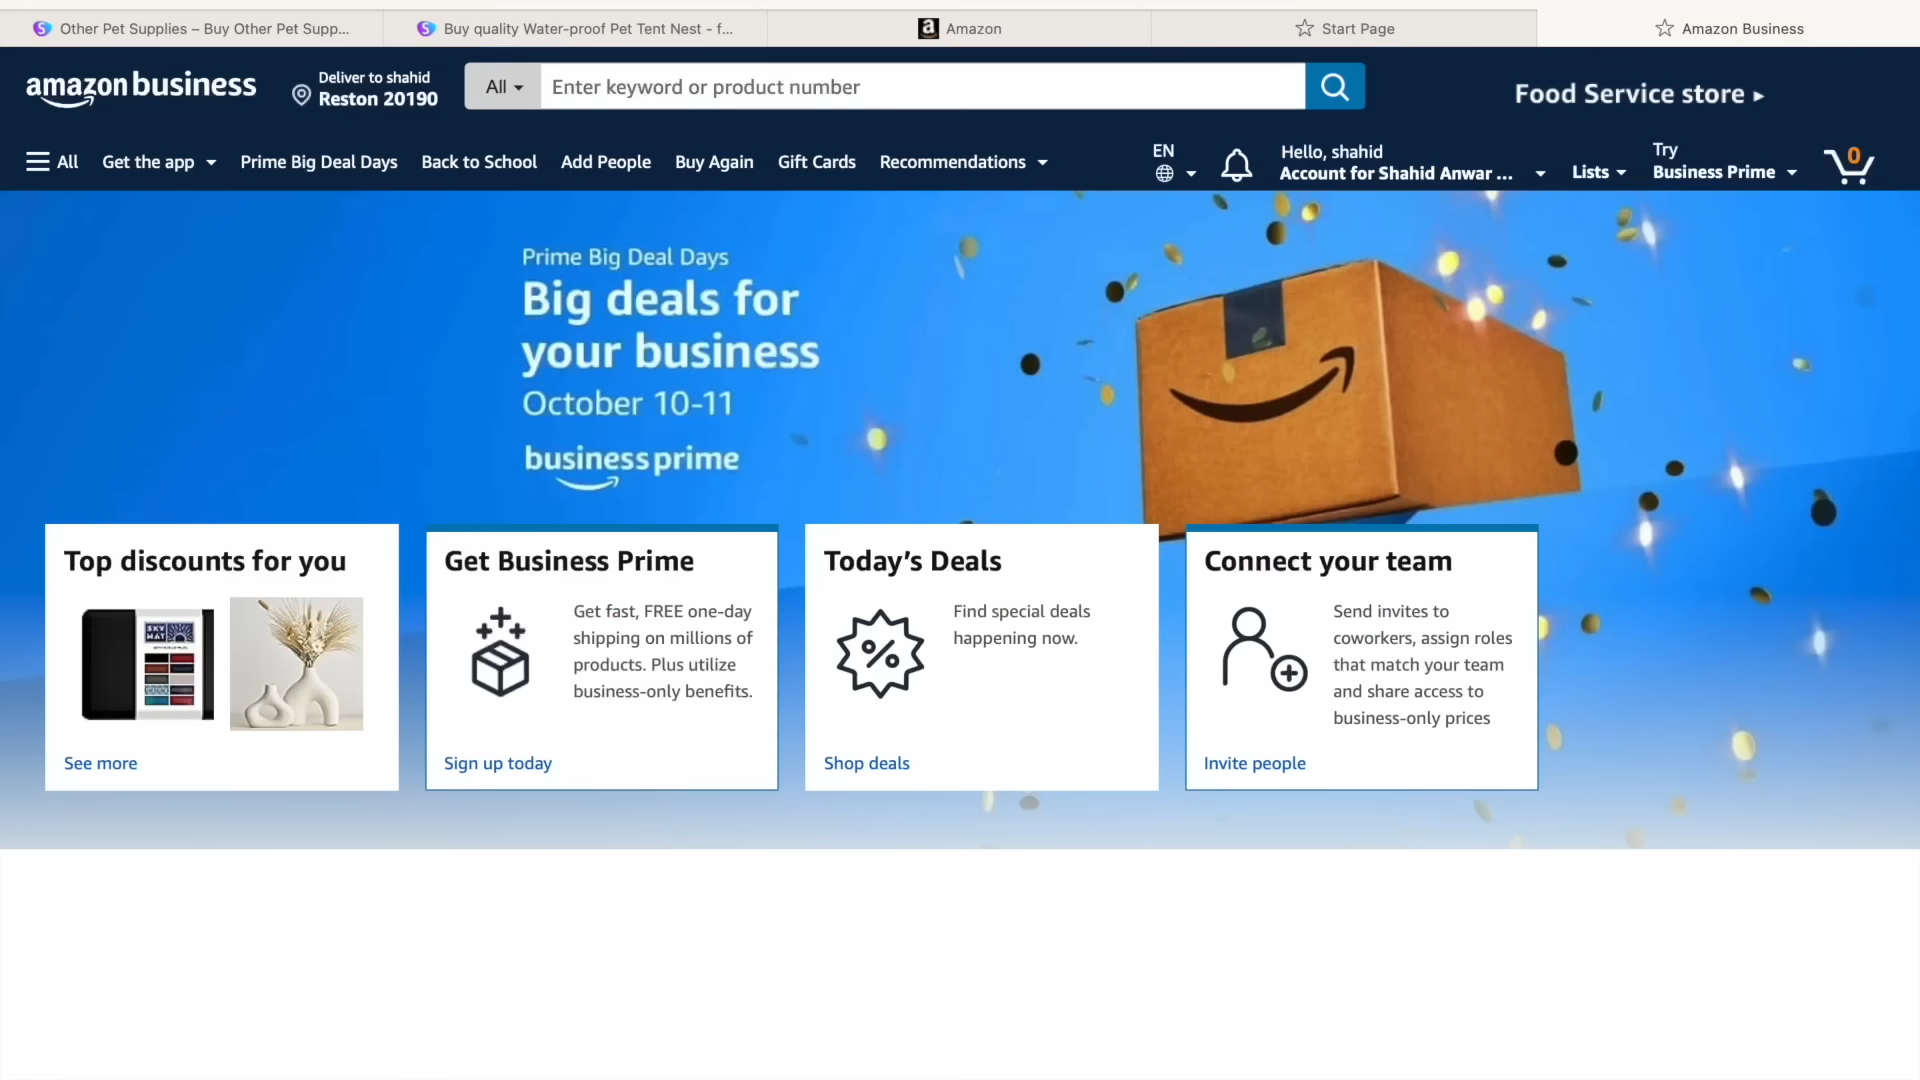 Other Pet Supplies – Buy Other Pet Supp...
Buy quality Water-proof Pet Tent Nest - f...
Amazon
Start Page
Amazon Business
amazon business
Deliver to shahid
Reston 20190
All
Enter keyword or product number
Food Service store
All
Get the app
Prime Big Deal Days
Back to School
Add People
Buy Again
Gift Cards
Recommendations
EN
Hello, shahid
Account for Shahid Anwar ...
Lists
Try
Business Prime
0
Prime Big Deal Days
Big deals for
your business
October 10-11
business prime
Top discounts for you
SKY
MAT
See more
Get Business Prime
Get fast, FREE one-day
shipping on millions of
products. Plus utilize
business-only benefits.
Sign up today
Today's Deals
Find special deals
happening now.
Shop deals
Connect your team
Send invites to
coworkers, assign roles
that match your team
and share access to
business-only prices
Invite people